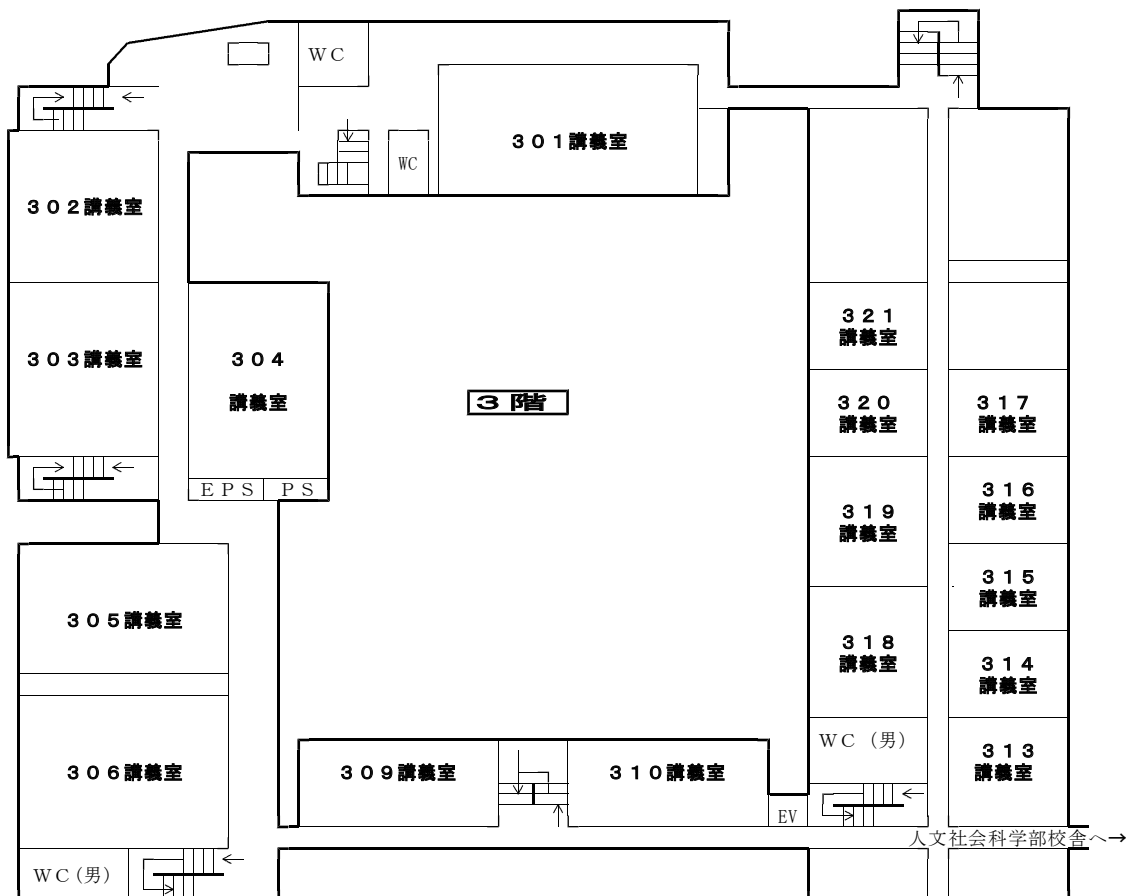 ＷＣ
３０１講義室
WC
３０２講義室
３０３講義室
３０４
講義室
３階
３２１
講義室
３２０
講義室
３１７
講義室
ＥＰＳ
ＰＳ
３１９
講義室
３１６
講義室
３１５
講義室
３０５講義室
３１８
講義室
３１４
講義室
ＷＣ（男）
３１３
講義室
３０６講義室
３０９講義室
３１０講義室
EV
人文社会科学部校舎へ→
ＷＣ（男）